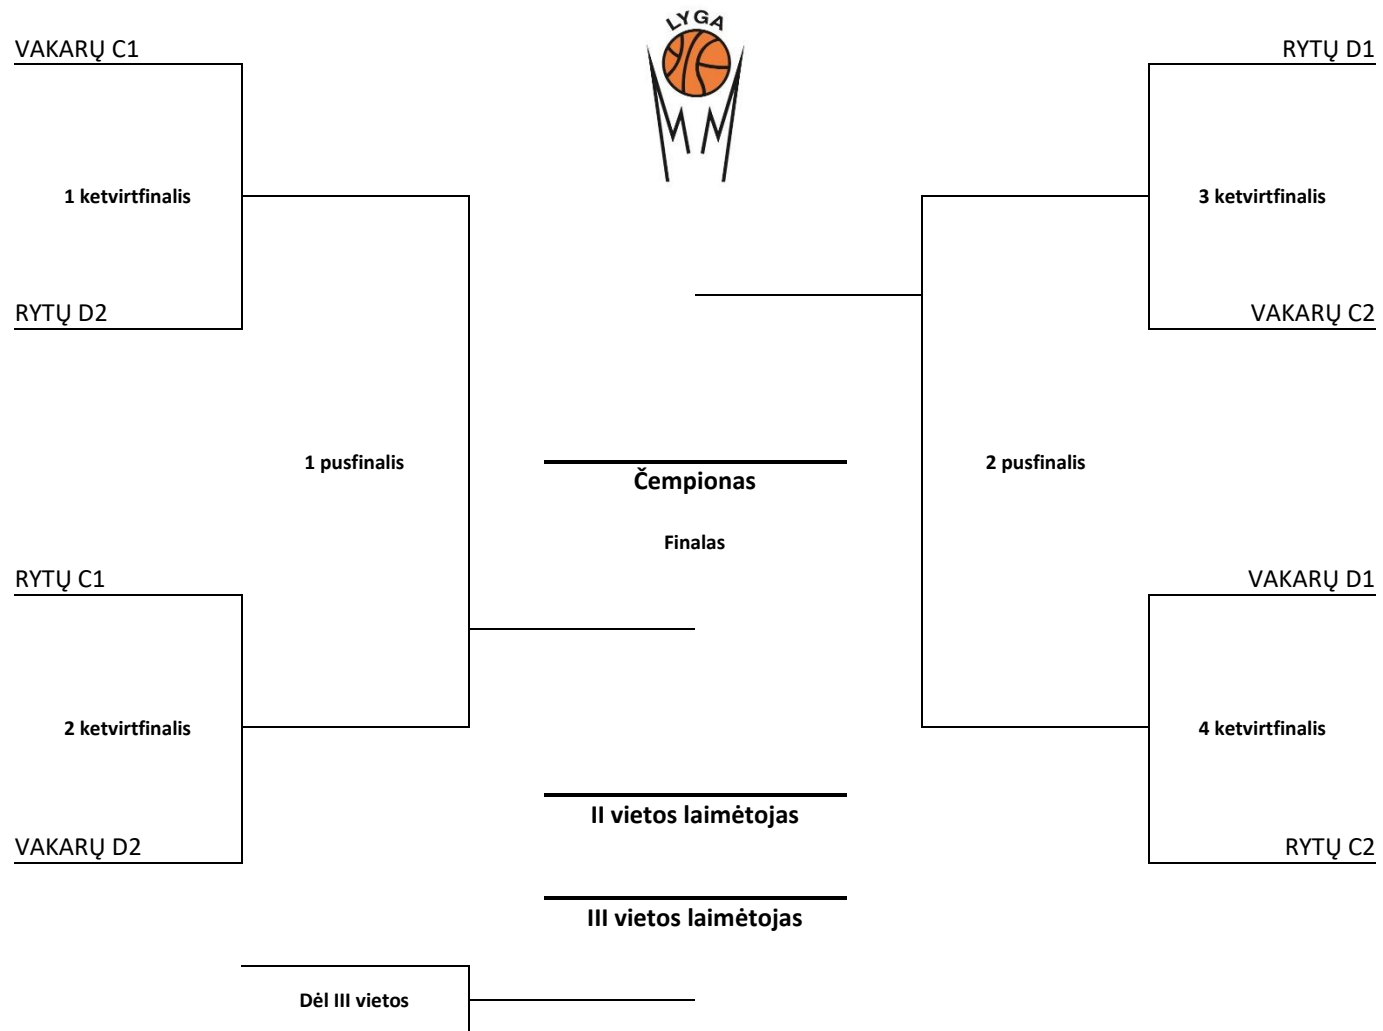 LYGA
VAKARŲ C1
RYTŲ D1
1 ketvirtfinalis
3 ketvirtfinalis
RYTŲ D2
VAKARŲ C2
1 pusfinalis
2 pusfinalis
Čempionas
Finalas
RYTŲ C1
VAKARŲ D1
2 ketvirtfinalis
4 ketvirtfinalis
II vietos laimėtojas
VAKARŲ D2
RYTŲ C2
III vietos laimėtojas
Dėl III vietos